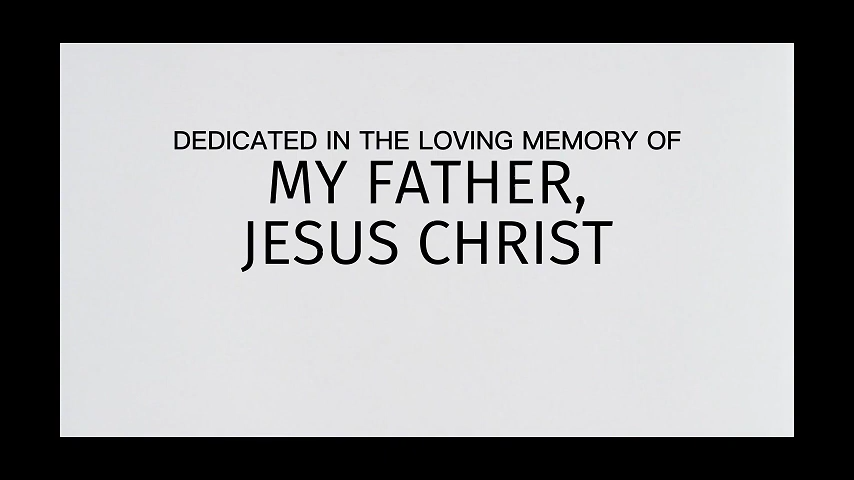 DEDICATED IN THE LOVING MEMORY OF
MY FATHER,
JESUS CHRIST